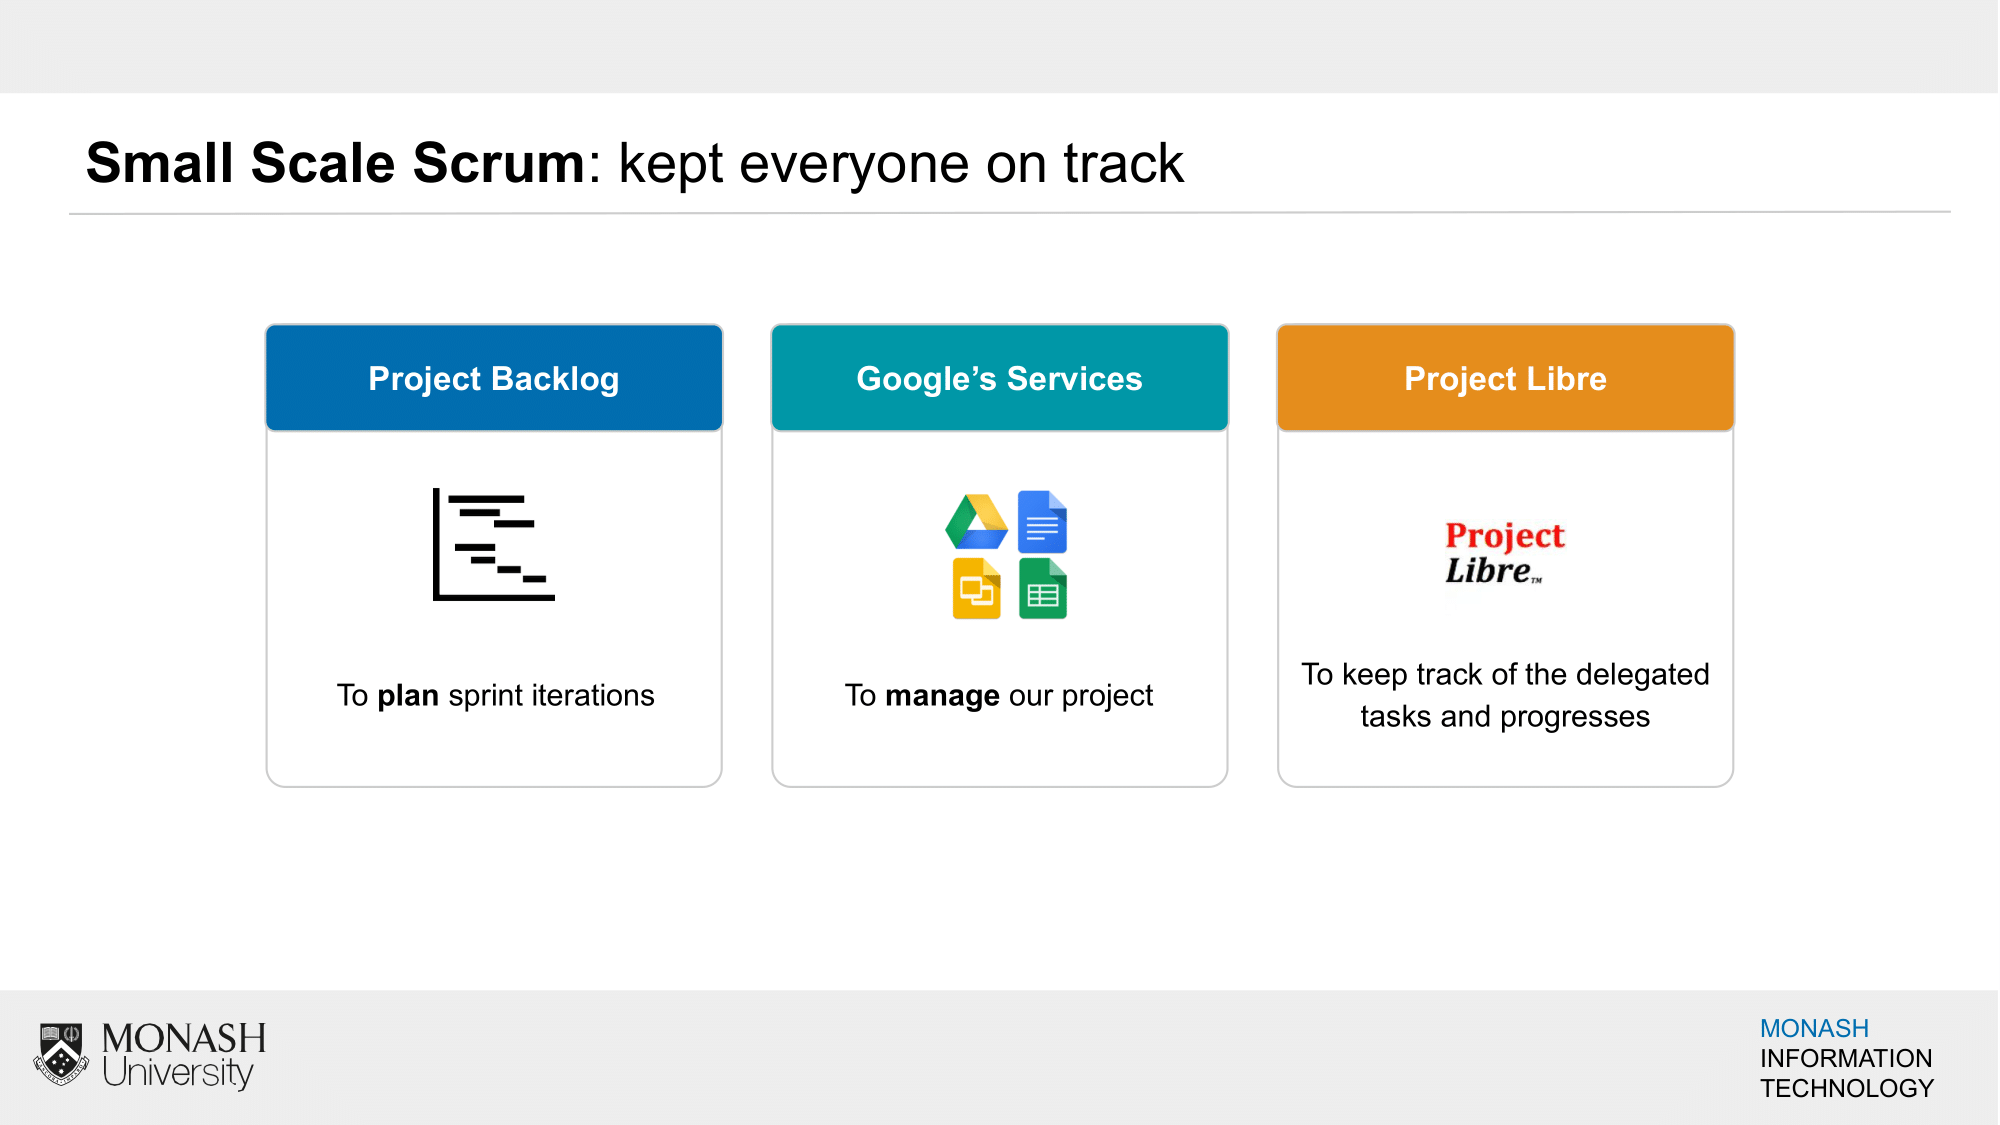 Small Scale Scrum: kept everyone on track
Project Backlog
To plan sprint iterations
Google’s Services
To manage our project
Project Libre
Project
Libre™
To keep track of the delegated
tasks and progresses
MONASH
University
MONASH
INFORMATION
TECHNOLOGY